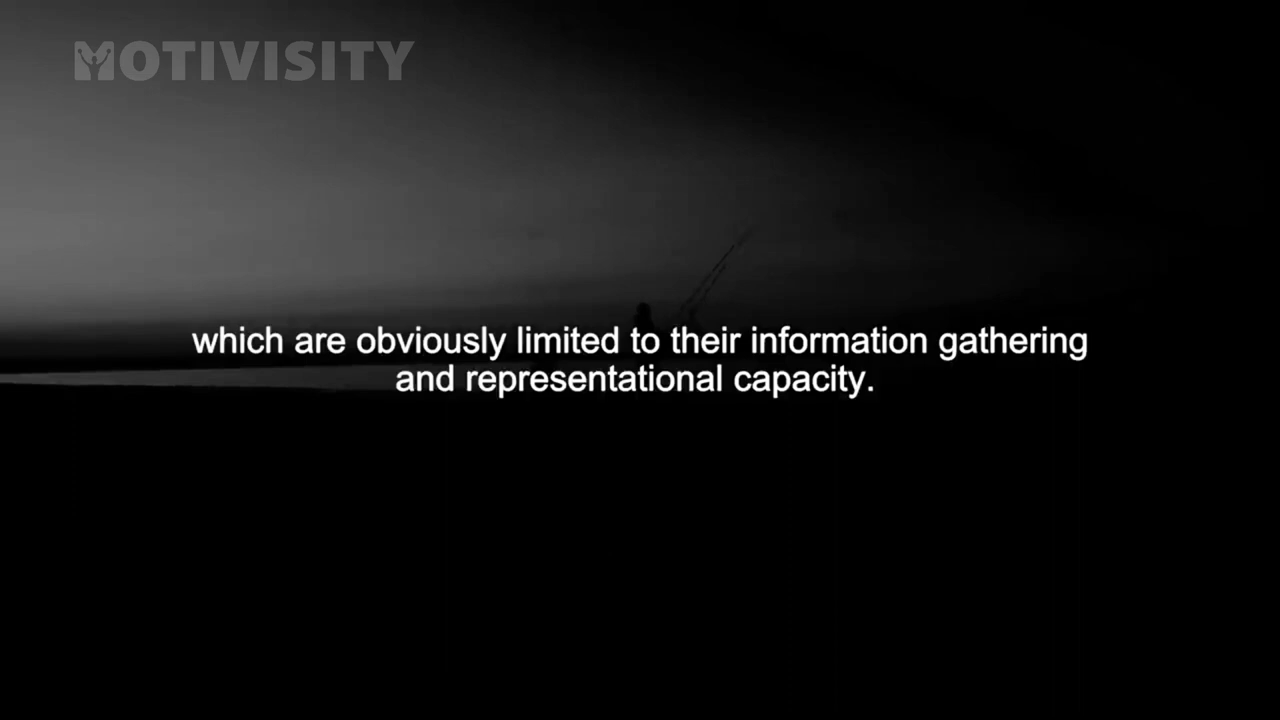 MOTIVISITY
which are obviously limited to their information gathering
and representational capacity.